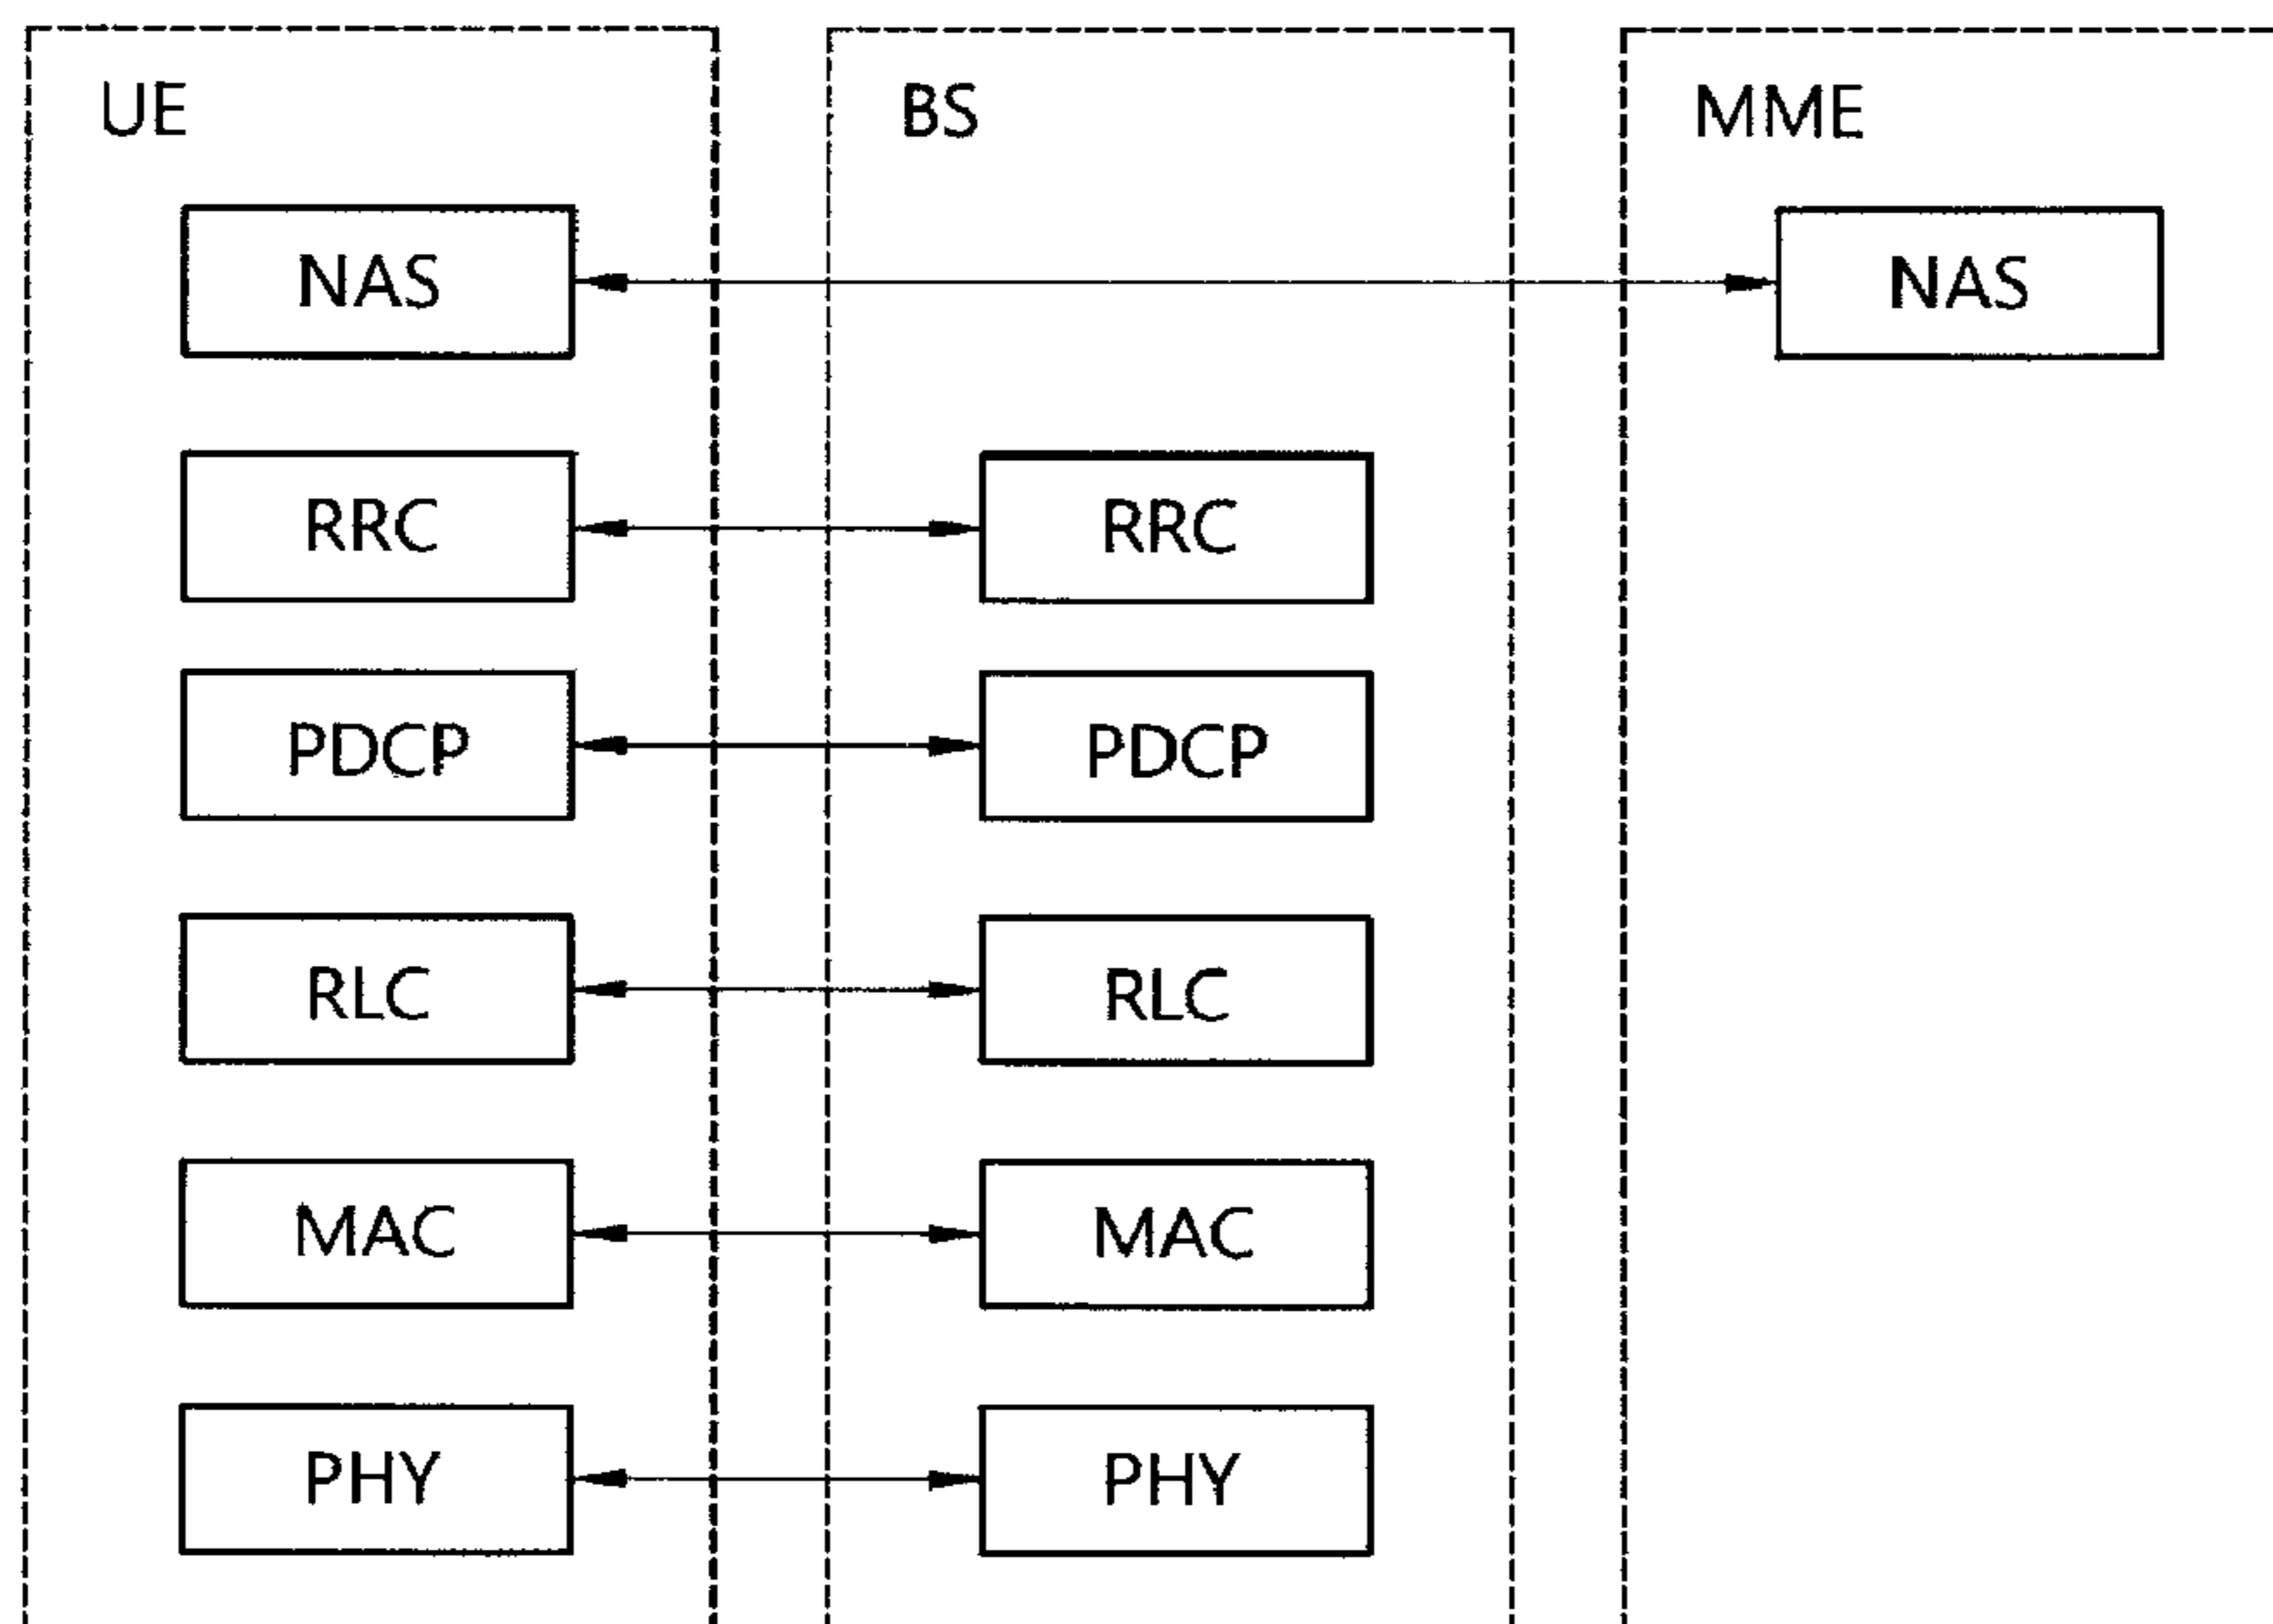 UE BS MME
NAS NAS
RRC RRC
PDCP PDCP
RLC RLC
MAC MAC
PHY PHY